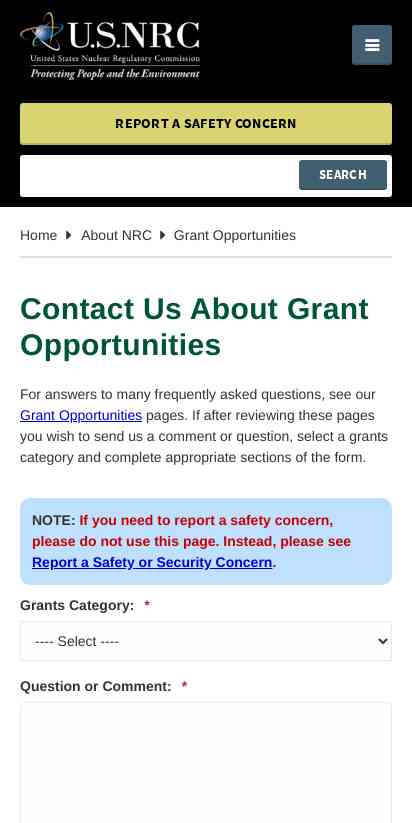 U.S.NRC
United States Nuclear Regulatory Commission
Protecting People and the Environment
REPORT A SAFETY CONCERN
SEARCH
Home About NRC Grant Opportunities
Contact Us About Grant
Opportunities
For answers to many frequently asked questions, see our
Grant Opportunities pages. If after reviewing these pages
you wish to send us a comment or question, select a grants
category and complete appropriate sections of the form.
NOTE: If you need to report a safety concern,
please do not use this page. Instead, please see
Report a Safety or Security Concern.
Grants Category: *
---- Select ----
Question or Comment: *